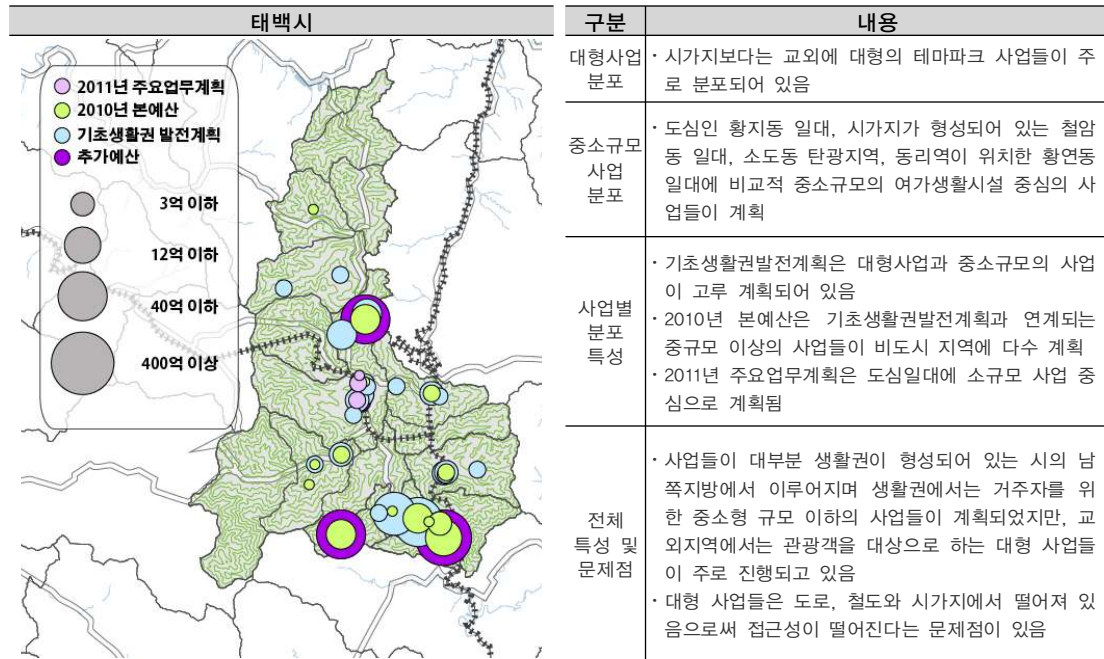 태백시
2011년 주요업무계획
2010년 본예산
기초생활권 발전계획
추가예산
3억 이하
12억 이하
40억 이하
400억 이상
구분 내용
대형사업
분포
· 시가지보다는 교외에 대형의 테마파크 사업들이 주
로 분포되어 있음
중소규모
사업
분포
· 도심인 황지동 일대, 시가지가 형성되어 있는 철암
동 일대, 소도동 탄광지역, 동리역이 위치한 황연동
일대에 비교적 중소규모의 여가생활시설 중심의 사
업들이 계획
사업별
분포
특성
· 기초생활권발전계획은 대형사업과 중소규모의 사업
이 고루 계획되어 있음
· 2010년 본예산은 기초생활권발전계획과 연계되는
중규모 이상의 사업들이 비도시 지역에 다수 계획
· 2011년 주요업무계획은 도심일대에 소규모 사업 중
심으로 계획됨
전체
특성 및
문제점
· 사업들이 대부분 생활권이 형성되어 있는 시의 남
쪽지방에서 이루어지며 생활권에서는 거주자를 위
한 중소형 규모 이하의 사업들이 계획되었지만, 교
외지역에서는 관광객을 대상으로 하는 대형 사업들
이 주로 진행되고 있음
· 대형 사업들은 도로, 철도와 시가지에서 떨어져 있
음으로써 접근성이 떨어진다는 문제점이 있음